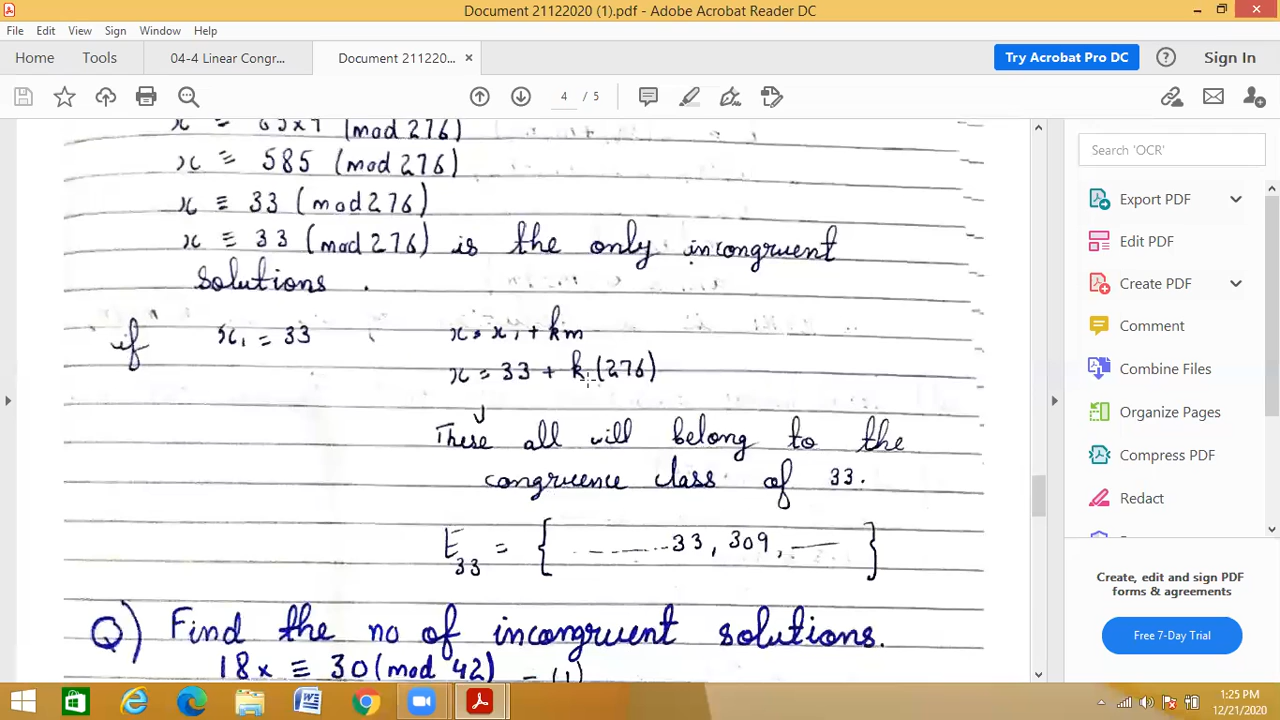 Document 21122020 (1).pdf - Adobe Acrobat Reader DC
File Edit View Sign Window Help
Home Tools 04-4 Linear Congr... Document 211220... ×
Try Acrobat Pro DC Sign In
4 / 5
(mod 276)
x ≡ 585 (mod 276)
x ≡ 33 (mod 276)
x ≡ 33 (mod 276) is the only incongruent
solutions.
if x₁ = 33 x = x₁ + km
x = 33 + k(276)
These all will belong to the
congruence class of 33.
E₃₃ = { ........33, 309, — }
Q) Find the no of incongruent solutions.
18x ≡ 30 (mod 42) - (1)
Search 'OCR'
Export PDF
Edit PDF
Create PDF
Comment
Combine Files
Organize Pages
Compress PDF
Redact
Create, edit and sign PDF
forms & agreements
Free 7-Day Trial
1:25 PM
12/21/2020